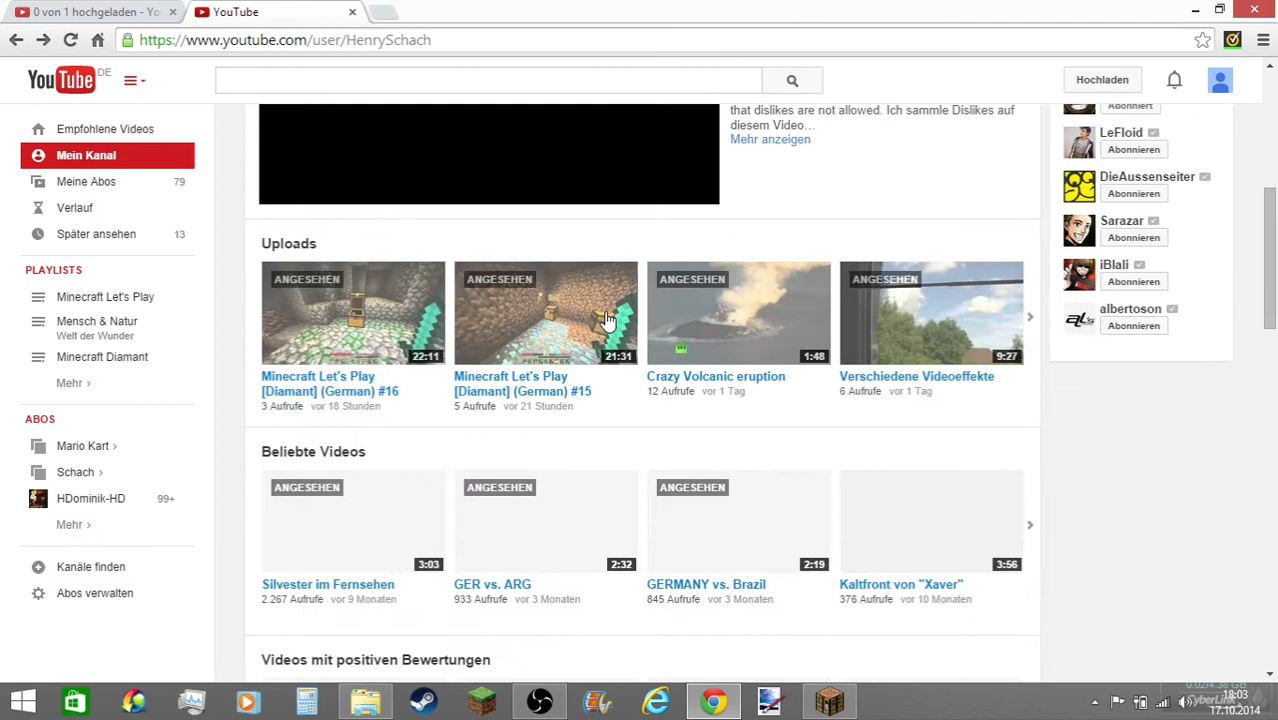 0 von 1 hochgeladen - Yo
YouTube
https://www.youtube.com/user/HenrySchach
YouTube DE
Hochladen
Empfohlene Videos
Mein Kanal
Meine Abos 79
Verlauf
Später ansehen 13
PLAYLISTS
Minecraft Let's Play
Mensch & Natur
Welt der Wunder
Minecraft Diamant
Mehr ›
ABOS
Mario Kart ›
Schach ›
HDominik-HD 99+
Mehr ›
Kanäle finden
Abos verwalten
that dislikes are not allowed. Ich sammle Dislikes auf
diesem Video…
Mehr anzeigen
Uploads
ANGESEHEN ANGESEHEN ANGESEHEN ANGESEHEN
22:11 21:31 1:48 9:27
Minecraft Let's Play
[Diamant] (German) #16
3 Aufrufe vor 18 Stunden
Minecraft Let's Play
[Diamant] (German) #15
5 Aufrufe vor 21 Stunden
Crazy Volcanic eruption
12 Aufrufe vor 1 Tag
Verschiedene Videoeffekte
6 Aufrufe vor 1 Tag
Beliebte Videos
ANGESEHEN ANGESEHEN ANGESEHEN
3:03 2:32 2:19 3:56
Silvester im Fernsehen
2.267 Aufrufe vor 9 Monaten
GER vs. ARG
933 Aufrufe vor 3 Monaten
GERMANY vs. Brazil
845 Aufrufe vor 3 Monaten
Kaltfront von "Xaver"
376 Aufrufe vor 10 Monaten
Videos mit positiven Bewertungen
Abonniert
LeFloid
Abonnieren
DieAussenseiter
Abonnieren
Sarazar
Abonnieren
iBlali
Abonnieren
albertoson
Abonnieren
0.02/4.38 GB
CyberLink
18:03
17.10.2014